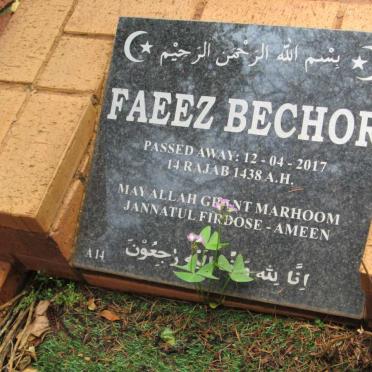 بسم الله الرحمن الرحيم
FAEEZ BECHOR
PASSED AWAY: 12 - 04 - 2017
14 RAJAB 1438 A.H.
MAY ALLAH GRANT MARHOOM
JANNATUL FIRDOSE - AMEEN
إنا لله راجعون
A14